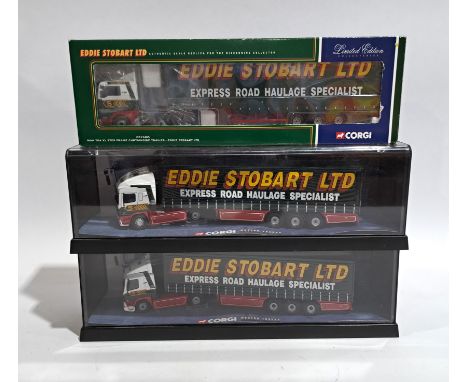 EDDIE STOBART LTD AUTHENTIC SCALE REPLICA FOR THE DISCERNING COLLECTOR
Limited Edition
EDDIE STOBART LTD
EXPRESS ROAD HAULAGE SPECIALIST
CORGI
EDDIE STOBART LTD
EXPRESS ROAD HAULAGE SPECIALIST
CORGI
EDDIE STOBART LTD
EXPRESS ROAD HAULAGE SPECIALIST
CORGI